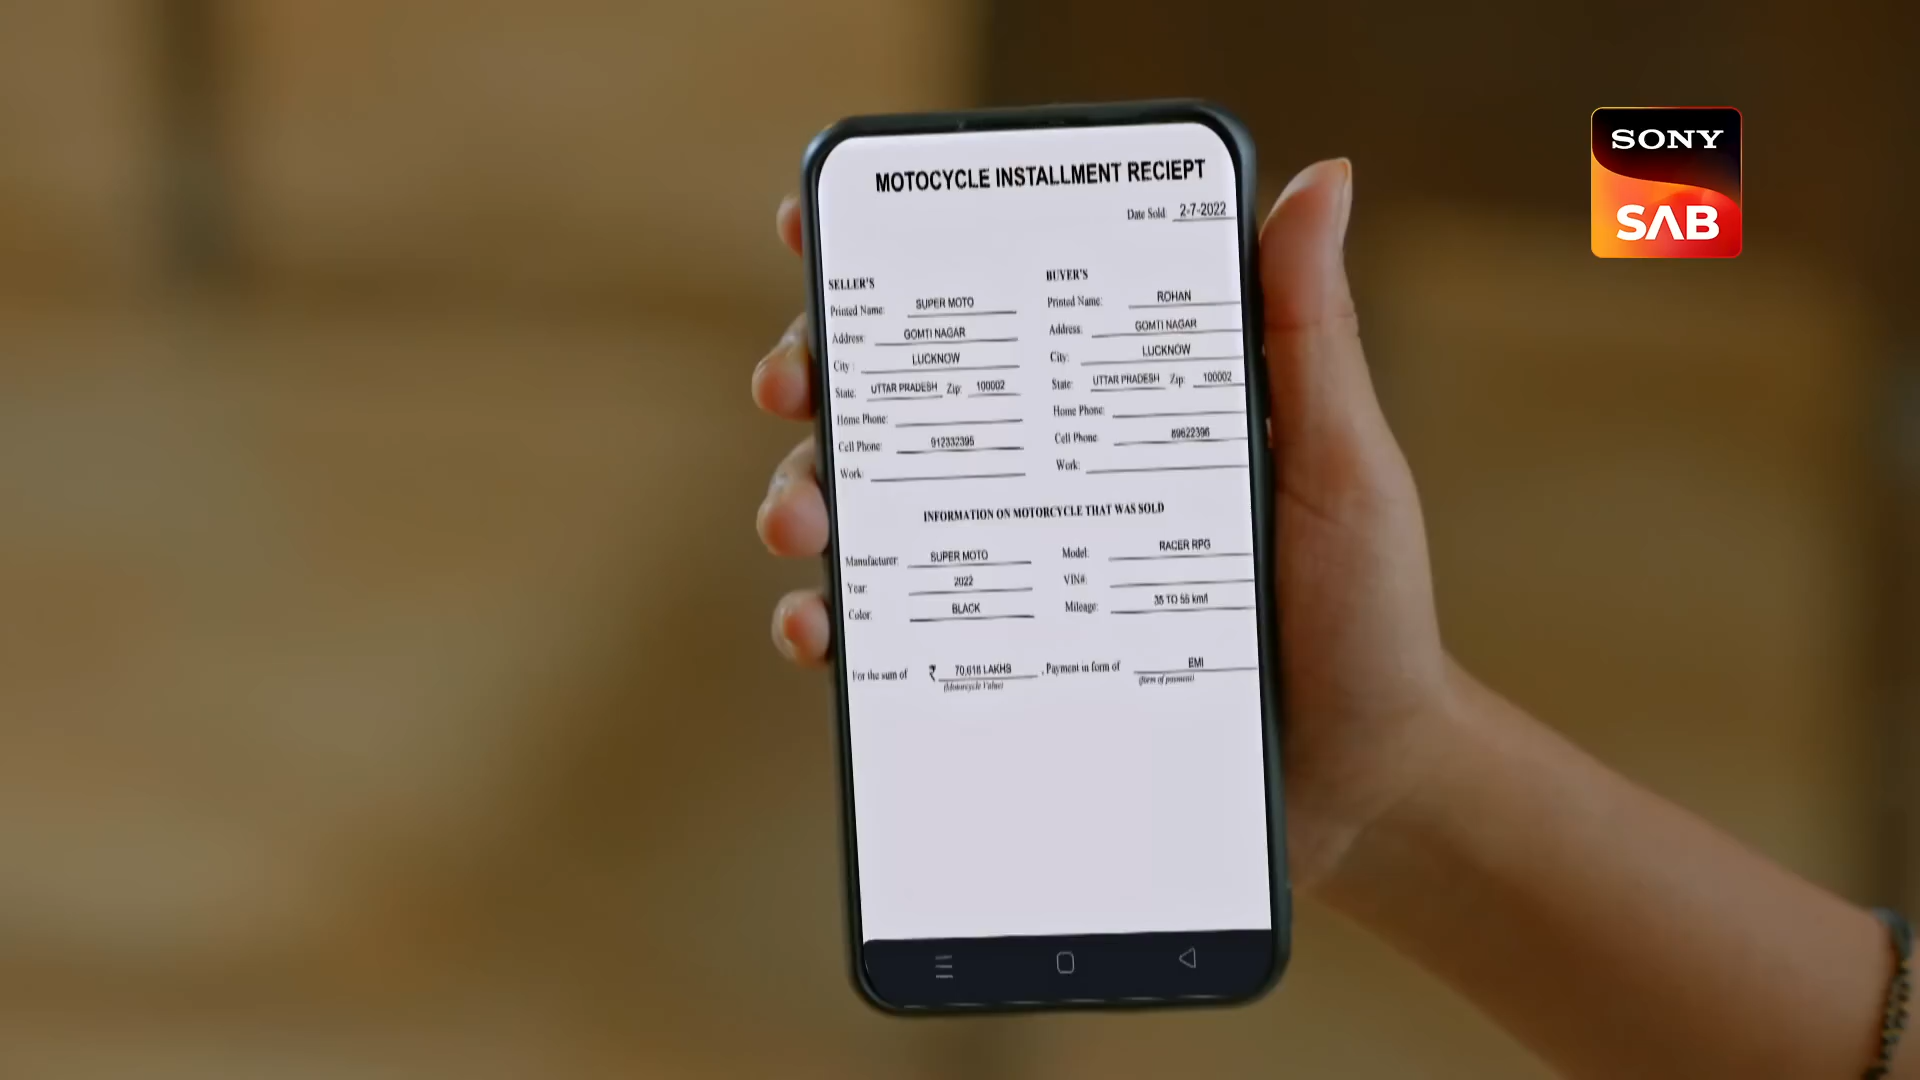 SONY
SAB
MOTOCYCLE INSTALLMENT RECIEPT
Date Sold 2-7-2022
SELLER'S
Printed Name: SUPER MOTO
Address: GOMTI NAGAR
City : LUCKNOW
State: UTTAR PRADESH Zip: 100002
Home Phone:
Cell Phone: 912332395
Work:
BUYER'S
Printed Name: ROHAN
Address: GOMTI NAGAR
City: LUCKNOW
State: UTTAR PRADESH Zip: 100002
Home Phone:
Cell Phone: 89622396
Work:
INFORMATION ON MOTORCYCLE THAT WAS SOLD
Manufacturer: SUPER MOTO Model: RACER RPG
Year: 2022 VIN#:
Color: BLACK Mileage: 35 TO 55 km/l
For the sum of ₹ 70,616 LAKHS , Payment in form of EMI
(Motorcycle Value) (form of payment)